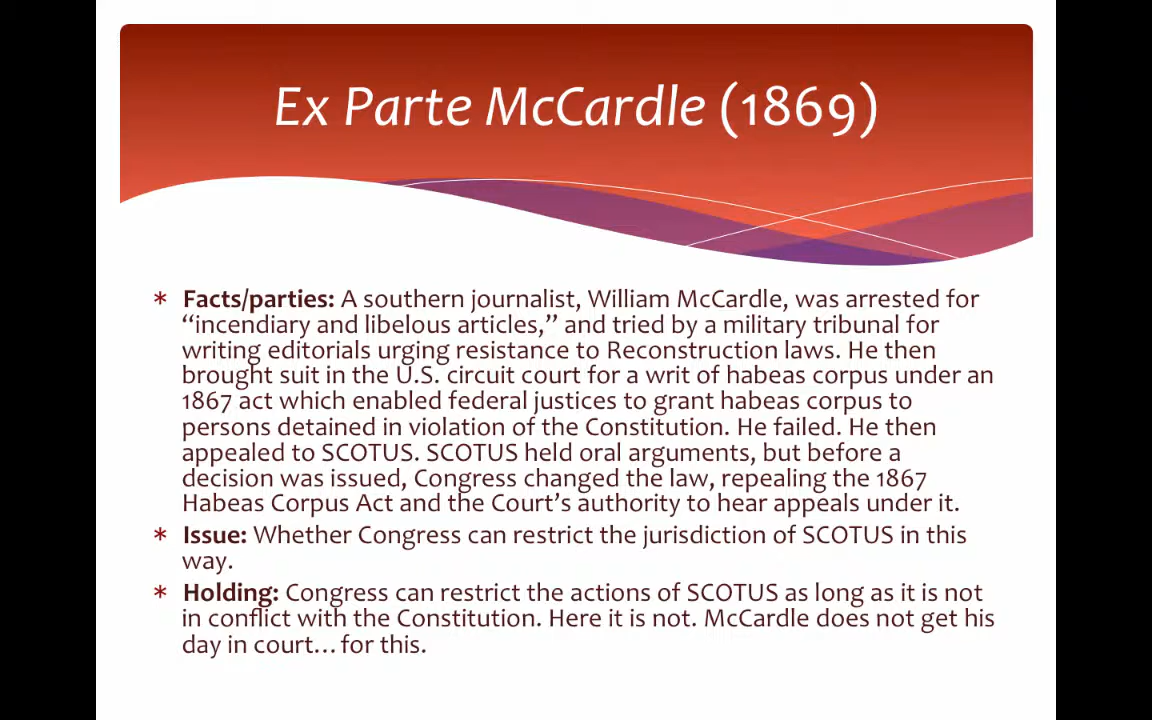 Ex Parte McCardle (1869)
* Facts/parties: A southern journalist, William McCardle, was arrested for
“incendiary and libelous articles,” and tried by a military tribunal for
writing editorials urging resistance to Reconstruction laws. He then
brought suit in the U.S. circuit court for a writ of habeas corpus under an
1867 act which enabled federal justices to grant habeas corpus to
persons detained in violation of the Constitution. He failed. He then
appealed to SCOTUS. SCOTUS held oral arguments, but before a
decision was issued, Congress changed the law, repealing the 1867
Habeas Corpus Act and the Court’s authority to hear appeals under it.
* Issue: Whether Congress can restrict the jurisdiction of SCOTUS in this
way.
* Holding: Congress can restrict the actions of SCOTUS as long as it is not
in conflict with the Constitution. Here it is not. McCardle does not get his
day in court…for this.